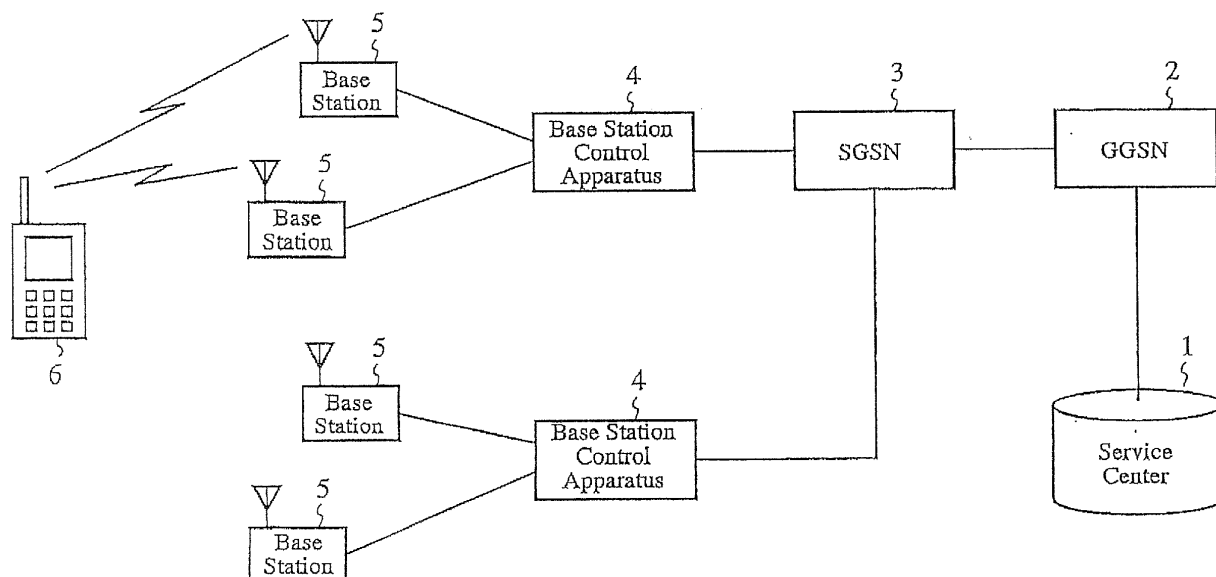 5
Base
Station
4
Base Station
Control
Apparatus
3
SGSN
2
GGSN
5
Base
Station
6
5
Base
Station
4
Base Station
Control
Apparatus
1
Service
Center
5
Base
Station